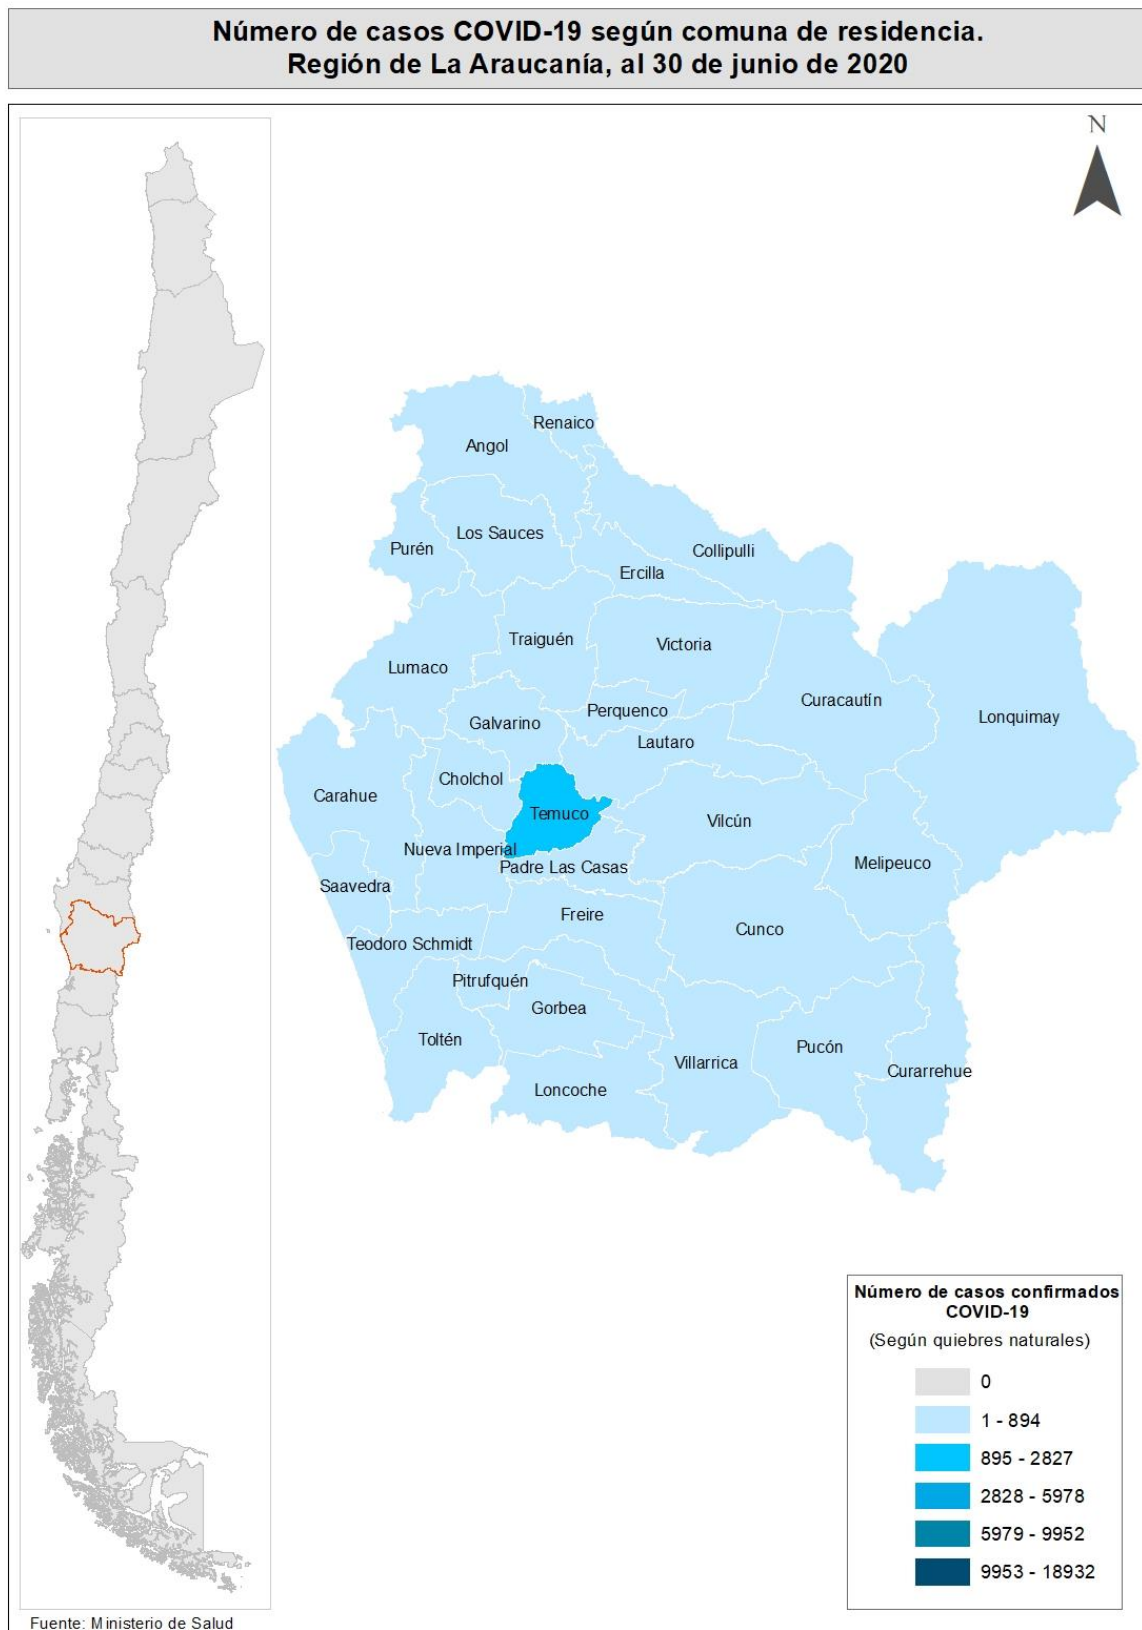 Número de casos COVID-19 según comuna de residencia.
Región de La Araucanía, al 30 de junio de 2020
N
Renaico
Angol
Los Sauces
Purén
Collipulli
Ercilla
Traiguén
Victoria
Lumaco
Curacautín
Perquenco
Lonquimay
Galvarino
Lautaro
Cholchol
Carahue
Temuco
Vilcún
Nueva Imperial
Melipeuco
Padre Las Casas
Saavedra
Freire
Cunco
Teodoro Schmidt
Pitrufquén
Gorbea
Toltén
Pucón
Villarrica
Curarrehue
Loncoche
Número de casos confirmados
COVID-19
(Según quiebres naturales)
0
1 - 894
895 - 2827
2828 - 5978
5979 - 9952
9953 - 18932
Fuente: Ministerio de Salud